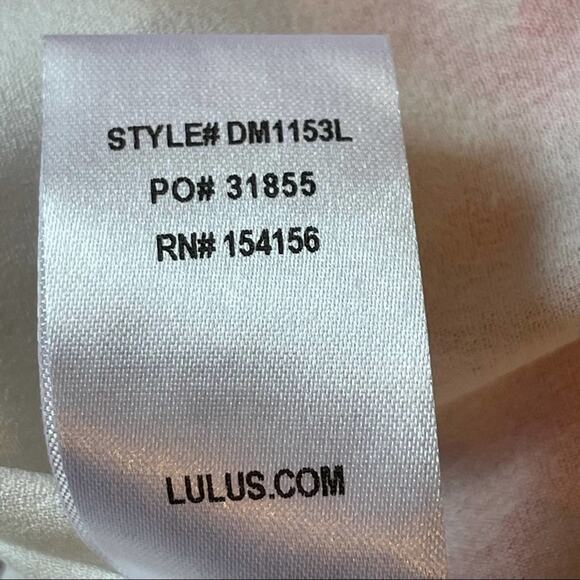 STYLE# DM1153L
PO# 31855
RN# 154156
LULUS.COM